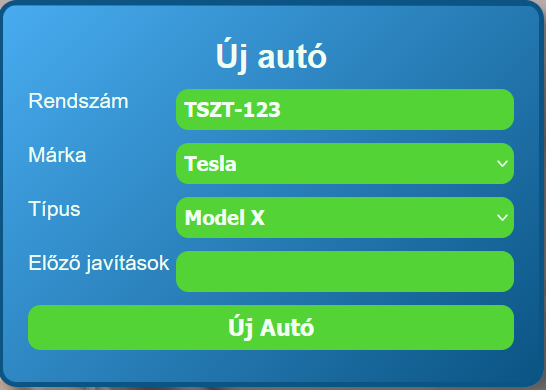 Új autó
Rendszám TSZT-123
Márka Tesla
Típus Model X
Előző javítások
Új Autó